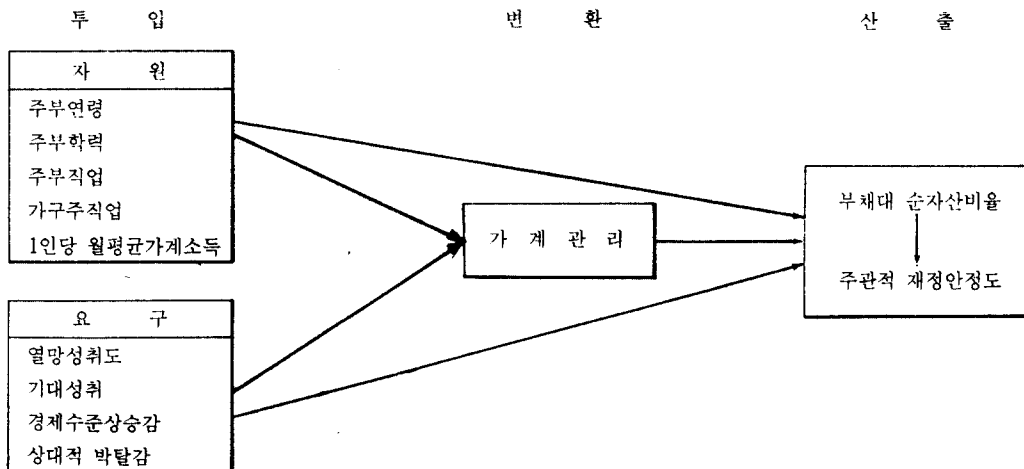 투 입
변 환
산 출
자 원
주부연령
주부학력
주부직업
가구주직업
1인당 월평균가계소득
요 구
열망성취도
기대성취
경제수준상승감
상대적 박탈감
가 계 관 리
부채대 순자산비율
주관적 재정안정도